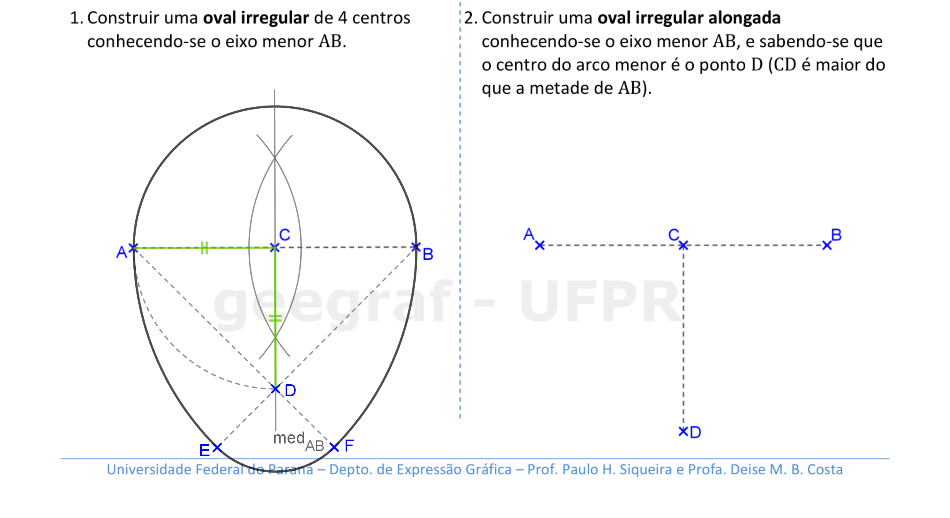 1. Construir uma oval irregular de 4 centros
conhecendo-se o eixo menor AB.
2. Construir uma oval irregular alongada
conhecendo-se o eixo menor AB, e sabendo-se que
o centro do arco menor é o ponto D (CD é maior do
que a metade de AB).
C
A
B
D
med AB
E
F
A
C
B
D
geegraf - UFPR
Universidade Federal do Paraná – Depto. de Expressão Gráfica – Prof. Paulo H. Siqueira e Profa. Deise M. B. Costa